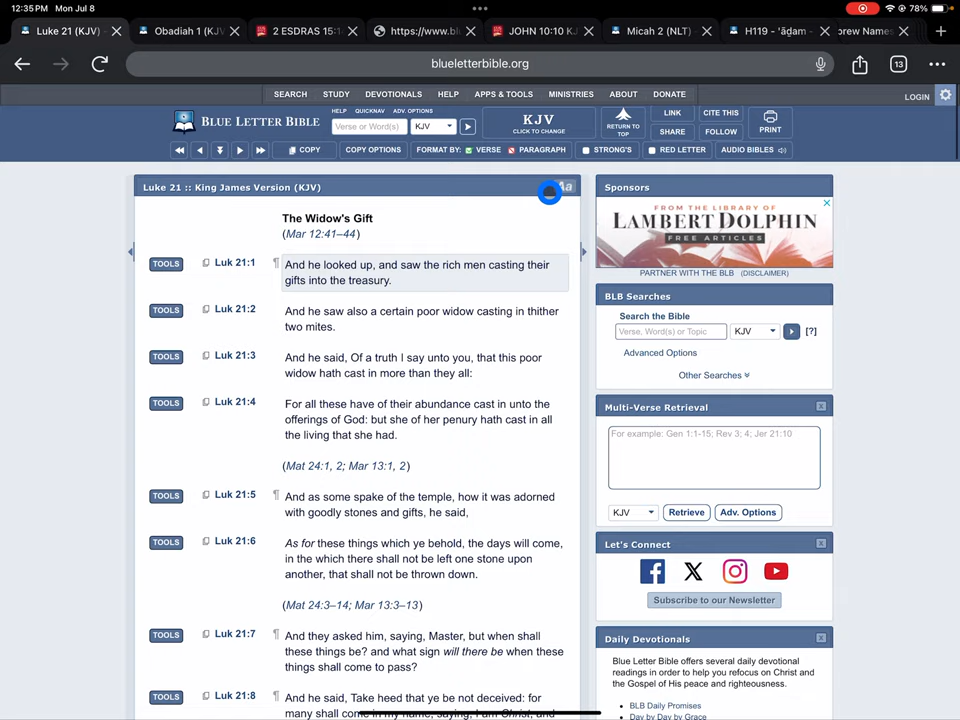 12:35 PM Mon Jul 8
78%
Luke 21 (KJV)
Obadiah 1 (KJV
2 ESDRAS 15:
https://www.bl
JOHN 10:10 K
Micah 2 (NLT)
H119 - 'āḏam -
brew Names
blueletterbible.org
13
SEARCH STUDY DEVOTIONALS HELP APPS & TOOLS MINISTRIES ABOUT DONATE
LOGIN
BLUE LETTER BIBLE
HELP QUICKNAV ADV. OPTIONS
Verse or Word(s)
KJV
KJV
CLICK TO CHANGE
RETURN TO
TOP
LINK
CITE THIS
SHARE
FOLLOW
PRINT
COPY
COPY OPTIONS
FORMAT BY: VERSE PARAGRAPH
STRONG'S
RED LETTER
AUDIO BIBLES
Luke 21 :: King James Version (KJV)
Aa
The Widow's Gift
(Mar 12:41–44)
TOOLS Luk 21:1 ¶ And he looked up, and saw the rich men casting their
gifts into the treasury.
TOOLS Luk 21:2 And he saw also a certain poor widow casting in thither
two mites.
TOOLS Luk 21:3 And he said, Of a truth I say unto you, that this poor
widow hath cast in more than they all:
TOOLS Luk 21:4 For all these have of their abundance cast in unto the
offerings of God: but she of her penury hath cast in all
the living that she had.
(Mat 24:1, 2; Mar 13:1, 2)
TOOLS Luk 21:5 ¶ And as some spake of the temple, how it was adorned
with goodly stones and gifts, he said,
TOOLS Luk 21:6 As for these things which ye behold, the days will come,
in the which there shall not be left one stone upon
another, that shall not be thrown down.
(Mat 24:3–14; Mar 13:3–13)
TOOLS Luk 21:7 ¶ And they asked him, saying, Master, but when shall
these things be? and what sign will there be when these
things shall come to pass?
TOOLS Luk 21:8 ¶ And he said, Take heed that ye be not deceived: for
many shall come in my name, saying, I am Christ; and
Sponsors
FROM THE LIBRARY OF
LAMBERT DOLPHIN
FREE ARTICLES
PARTNER WITH THE BLB (DISCLAIMER)
BLB Searches
Search the Bible
Verse, Word(s) or Topic
KJV
[?]
Advanced Options
Other Searches
Multi-Verse Retrieval
For example; Gen 1:1-15; Rev 3; 4; Jer 21:10
KJV
Retrieve
Adv. Options
Let's Connect
Subscribe to our Newsletter
Daily Devotionals
Blue Letter Bible offers several daily devotional
readings in order to help you refocus on Christ and
the Gospel of His peace and righteousness.
BLB Daily Promises
Day by Day by Grace